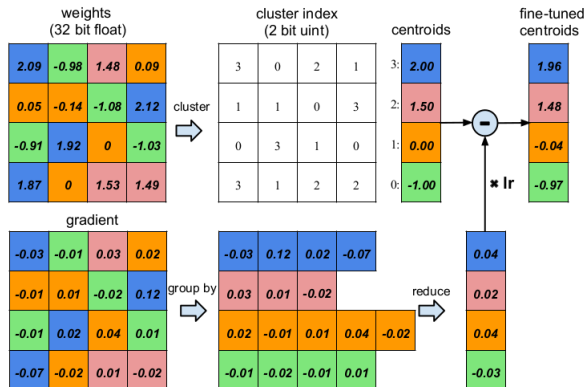 weights
(32 bit float)
cluster index
(2 bit uint)
centroids
fine-tuned
centroids
2.09 -0.98 1.48 0.09
3 0 2 1
3: 2.00
1.96
0.05 -0.14 -1.08 2.12
cluster
1 1 0 3
2: 1.50
1.48
-0.91 1.92 0 -1.03
0 3 1 0
1: 0.00
-0.04
1.87 0 1.53 1.49
3 1 2 2
0: -1.00
-0.97
× lr
gradient
-0.03 -0.01 0.03 0.02
-0.03 0.12 0.02 -0.07
0.04
-0.01 0.01 -0.02 0.12
group by
0.03 0.01 -0.02
reduce
0.02
-0.01 0.02 0.04 0.01
0.02 -0.01 0.01 0.04 -0.02
0.04
-0.07 -0.02 0.01 -0.02
-0.01 -0.02 -0.01 0.01
-0.03